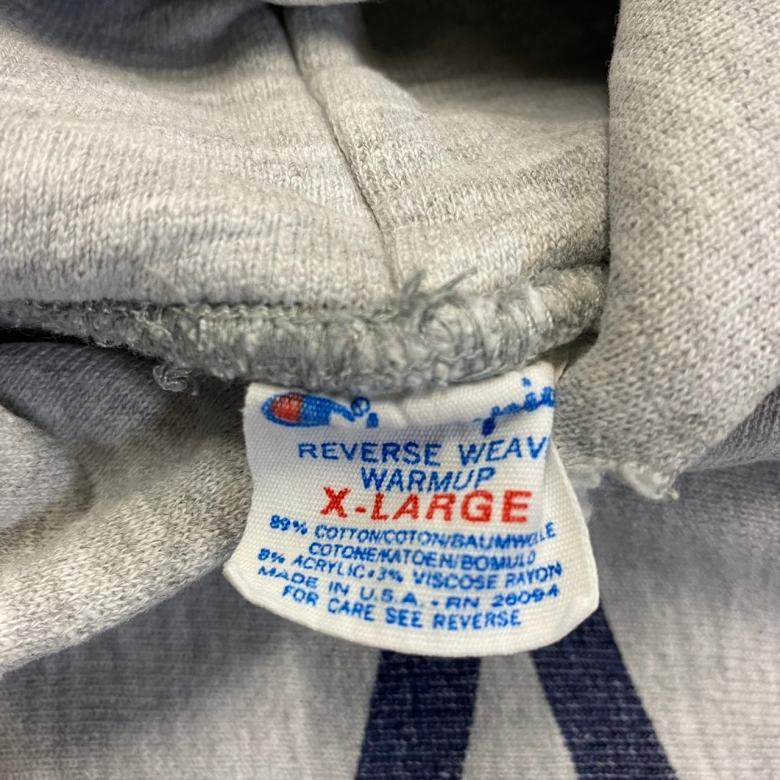 REVERSE WEAV
WARMUP
X-LARGE
89% COTTON/COTON/BAUMWOLLE
COTONE/KATOEN/BOMULD
8% ACRYLIC•3% VISCOSE RAYON
MADE IN U.S.A. • RN 26094
FOR CARE SEE REVERSE